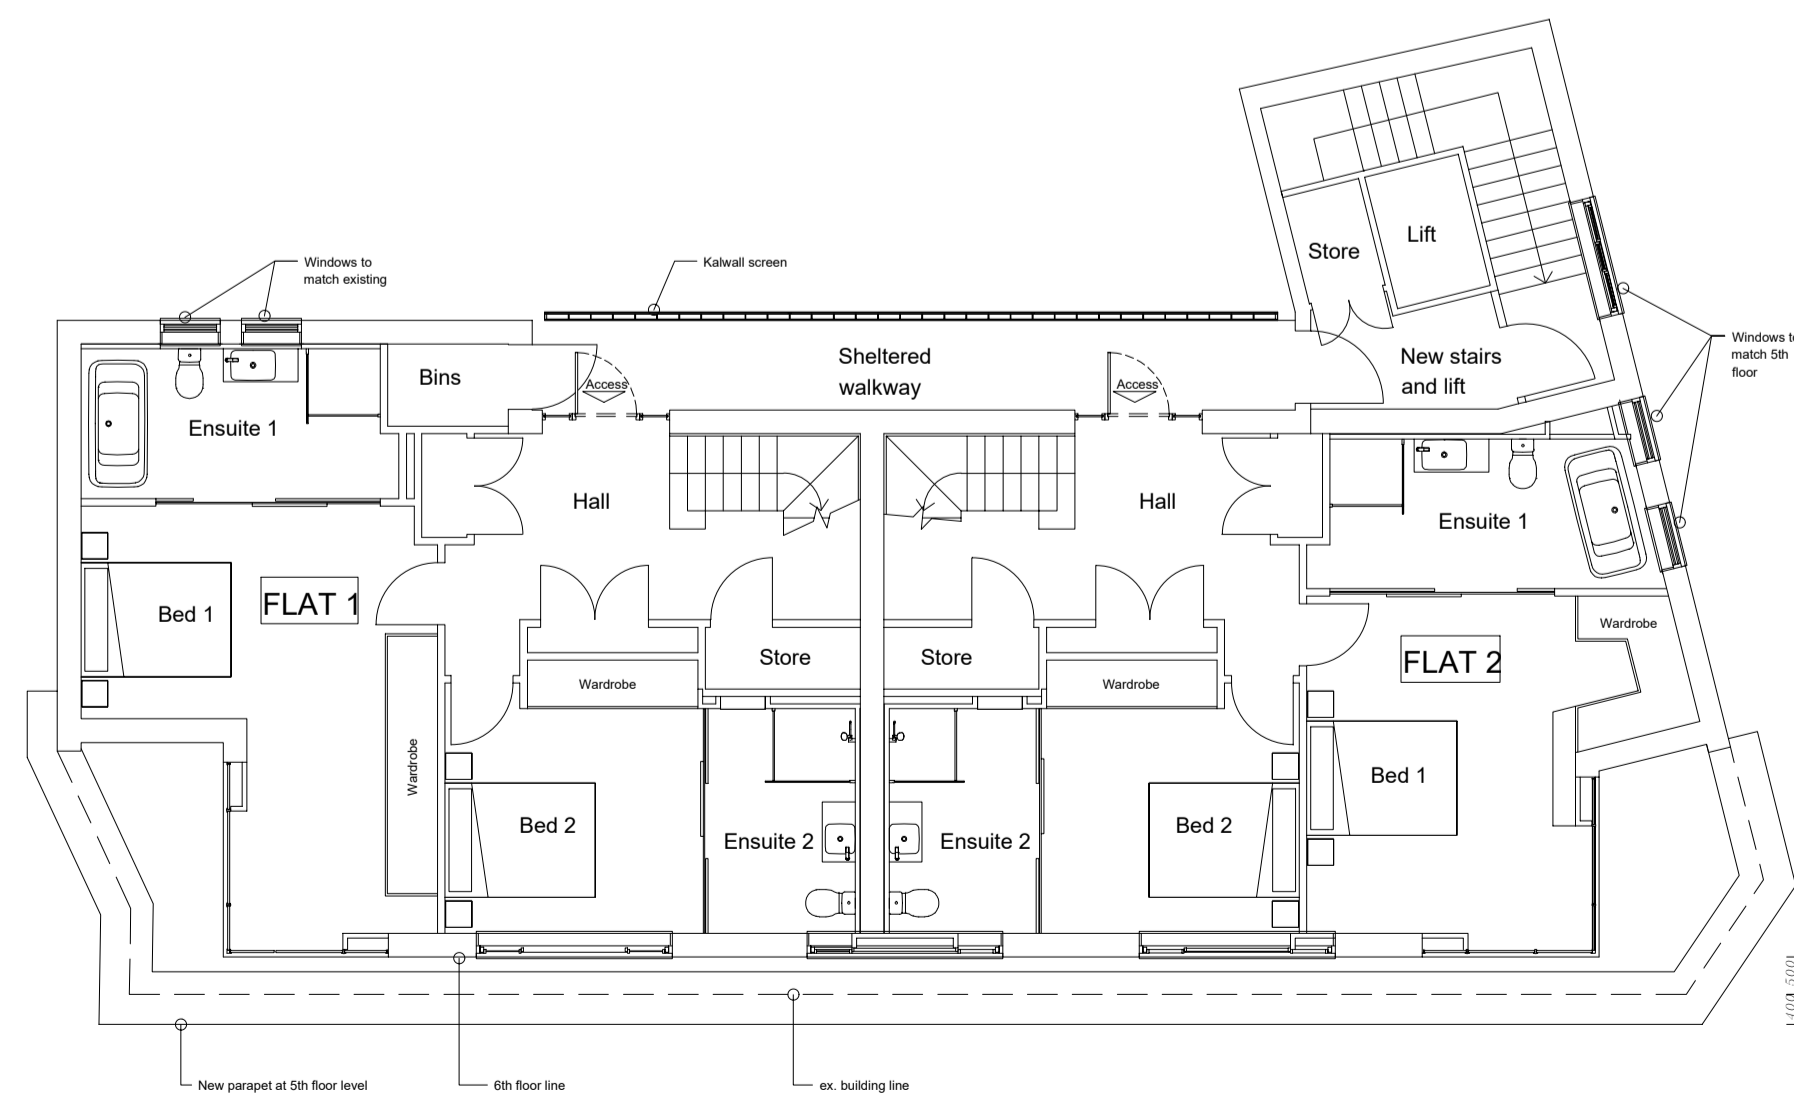 Lift
Store
Windows to
match existing
Kalwall screen
Sheltered
walkway
New stairs
and lift
Windows to
match 5th
floor
Bins
Access
Access
Ensuite 1
Hall
Hall
Ensuite 1
FLAT 1
Bed 1
Wardrobe
FLAT 2
Store
Store
Wardrobe
Wardrobe
Wardrobe
Bed 1
Bed 2
Ensuite 2
Ensuite 2
Bed 2
400 500
New parapet at 5th floor level
6th floor line
ex. building line